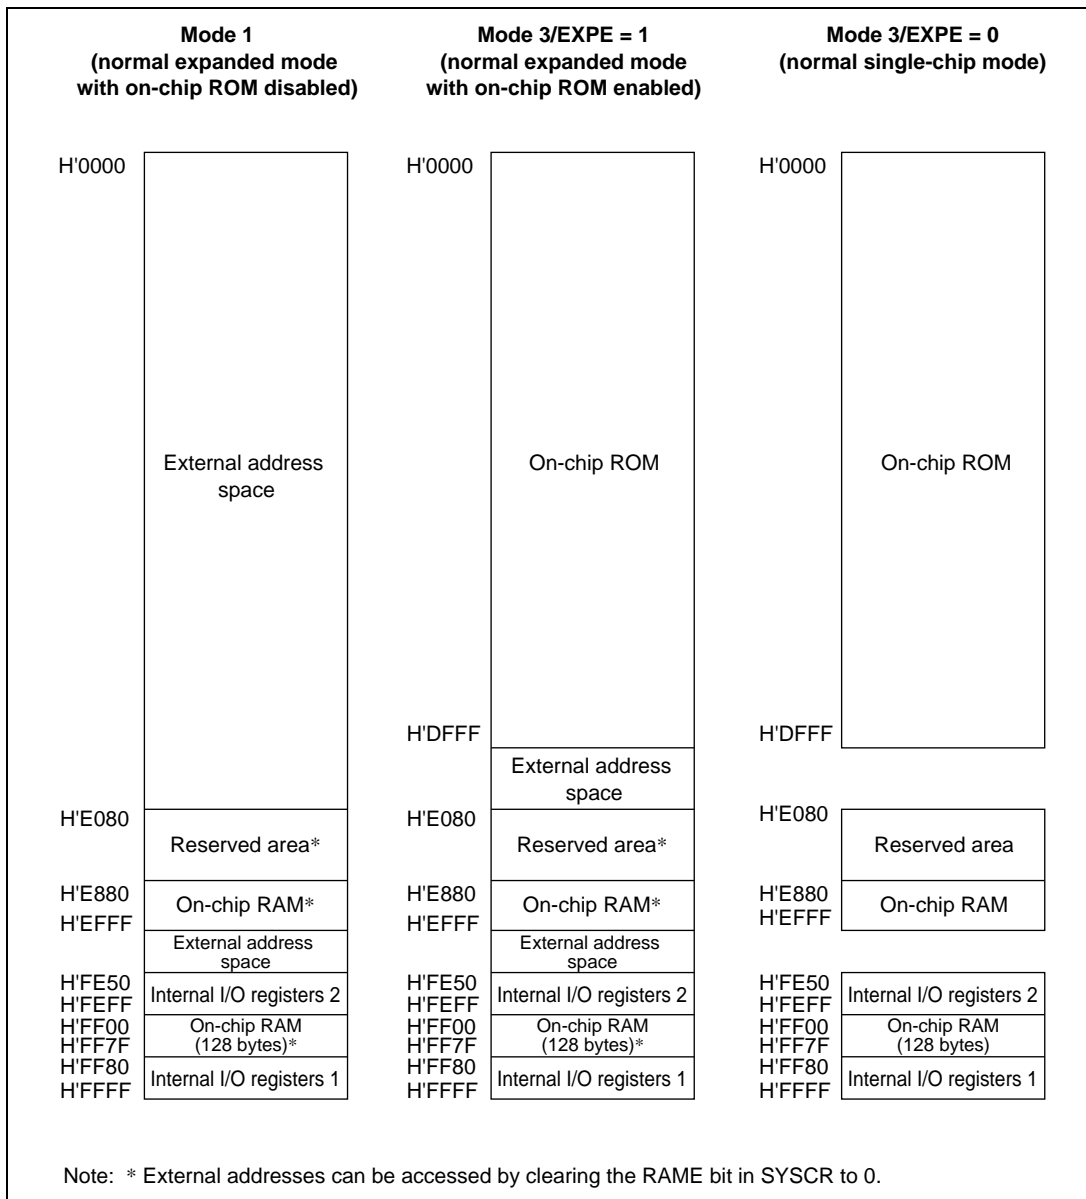 Mode 1
(normal expanded mode
with on-chip ROM disabled)
H'0000
External address
space
H'E080
Reserved area*
H'E880
On-chip RAM*
H'EFFF
External address
space
H'FE50
Internal I/O registers 2
H'FEFF
H'FF00
On-chip RAM
(128 bytes)*
H'FF7F
H'FF80
Internal I/O registers 1
H'FFFF
Mode 3/EXPE = 1
(normal expanded mode
with on-chip ROM enabled)
H'0000
On-chip ROM
H'DFFF
External address
space
H'E080
Reserved area*
H'E880
On-chip RAM*
H'EFFF
External address
space
H'FE50
Internal I/O registers 2
H'FEFF
H'FF00
On-chip RAM
(128 bytes)*
H'FF7F
H'FF80
Internal I/O registers 1
H'FFFF
Mode 3/EXPE = 0
(normal single-chip mode)
H'0000
On-chip ROM
H'DFFF
H'E080
Reserved area
H'E880
On-chip RAM
H'EFFF
H'FE50
Internal I/O registers 2
H'FEFF
H'FF00
On-chip RAM
(128 bytes)
H'FF7F
H'FF80
Internal I/O registers 1
H'FFFF
Note: * External addresses can be accessed by clearing the RAME bit in SYSCR to 0.